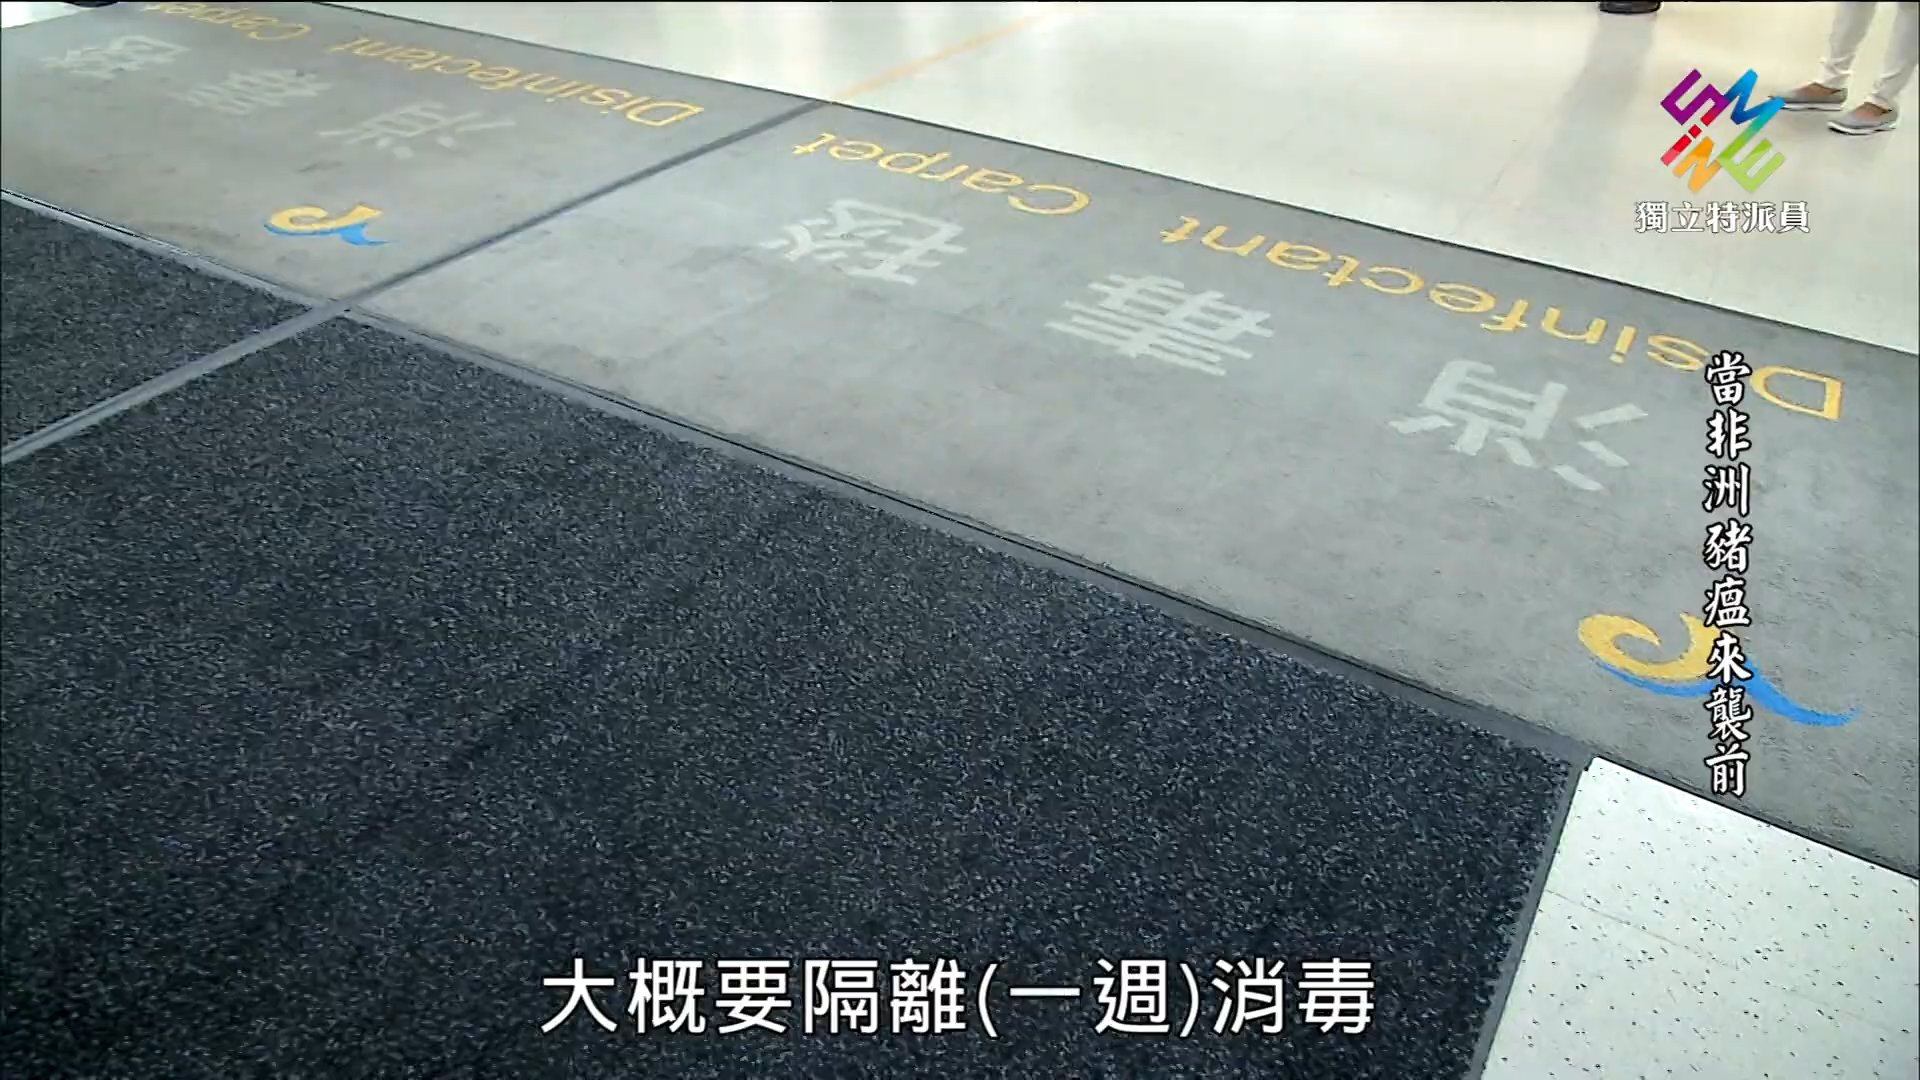 Disinfectant Carpet
消毒毯
Disinfectant Carpet
消毒毯
SINME
獨立特派員
當非洲豬瘟來襲前
大概要隔離(一週)消毒